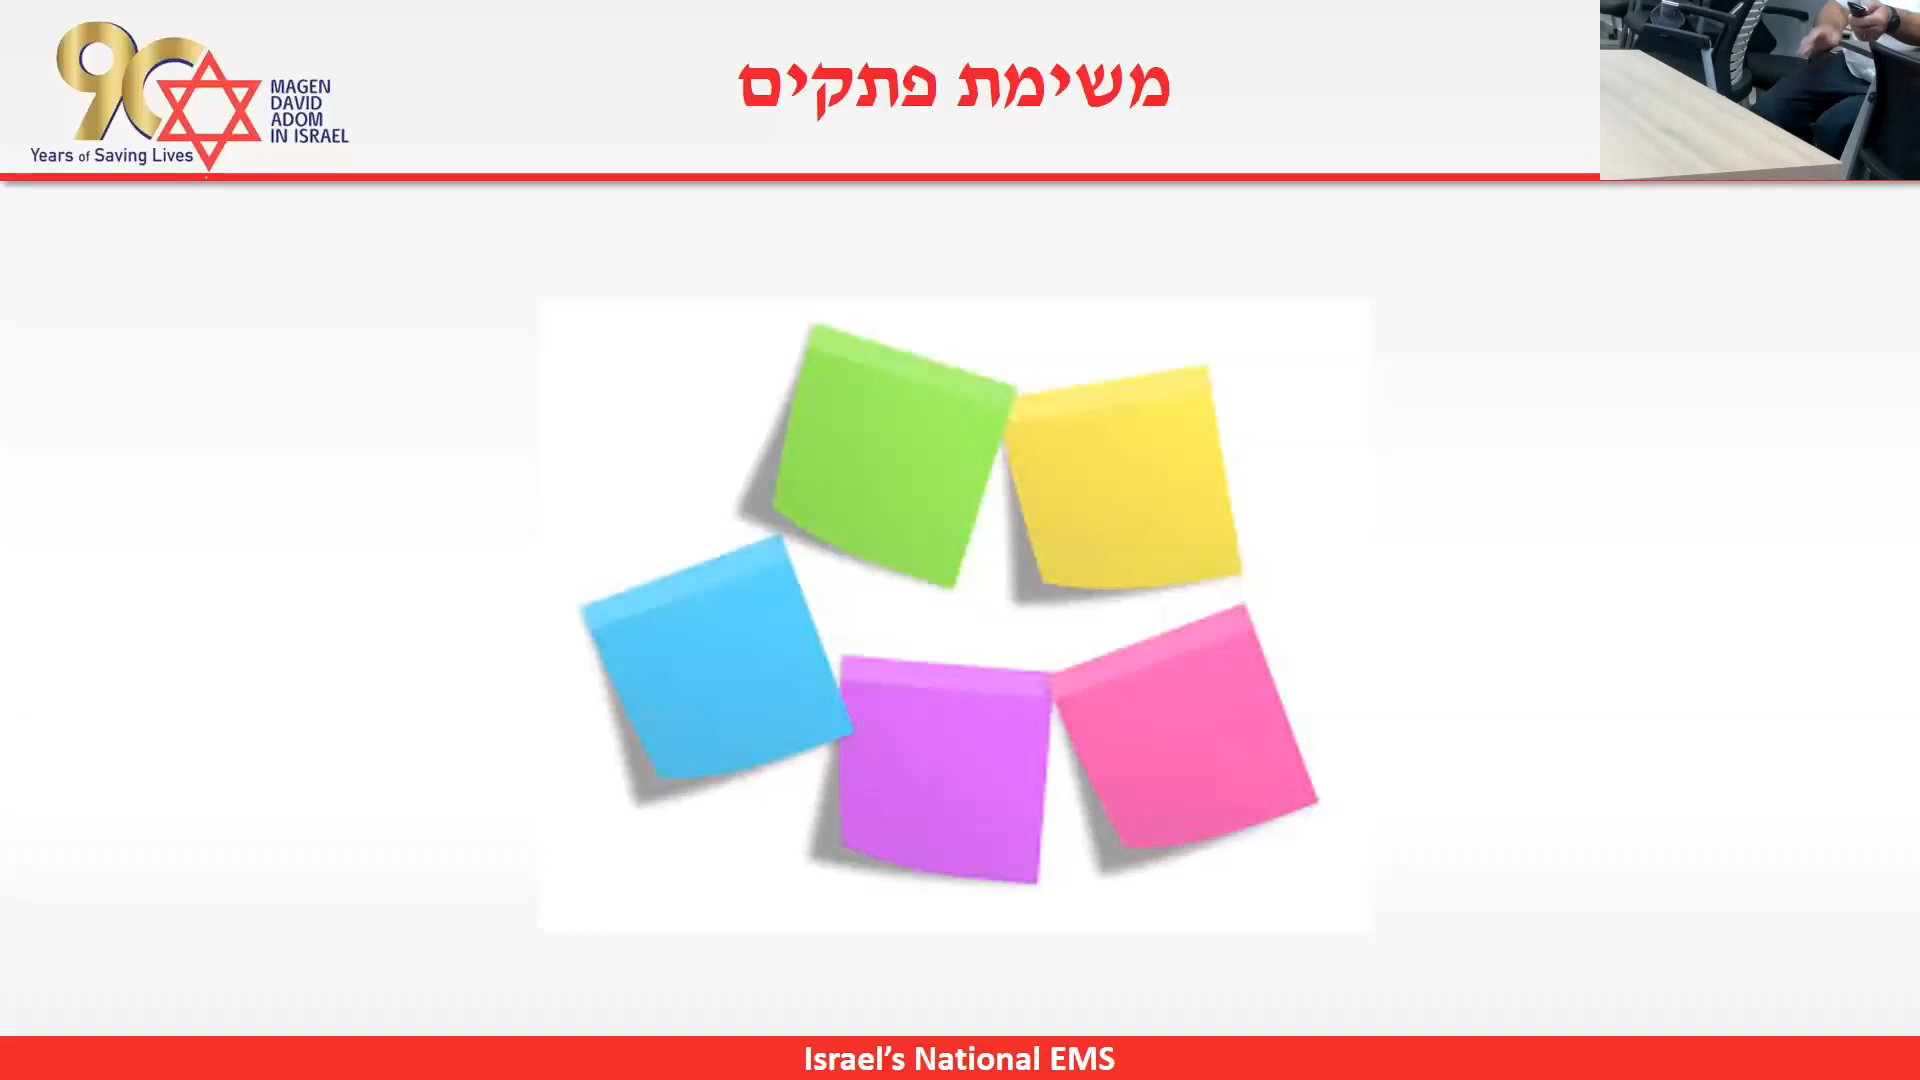 90
MAGEN
DAVID
ADOM
IN ISRAEL
Years of Saving Lives
משימת פתקים
Israel's National EMS